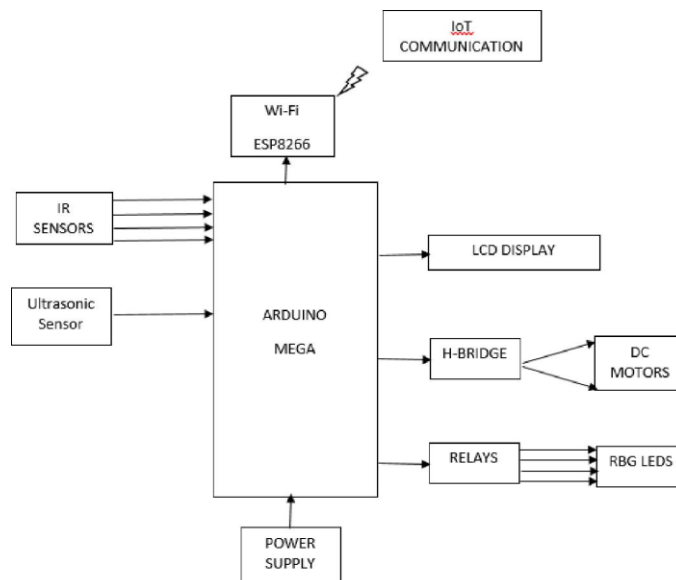 IoT
COMMUNICATION
Wi-Fi
ESP8266
IR
SENSORS
LCD DISPLAY
Ultrasonic
Sensor
ARDUINO
MEGA
H-BRIDGE
DC
MOTORS
RELAYS
RBG LEDS
POWER
SUPPLY